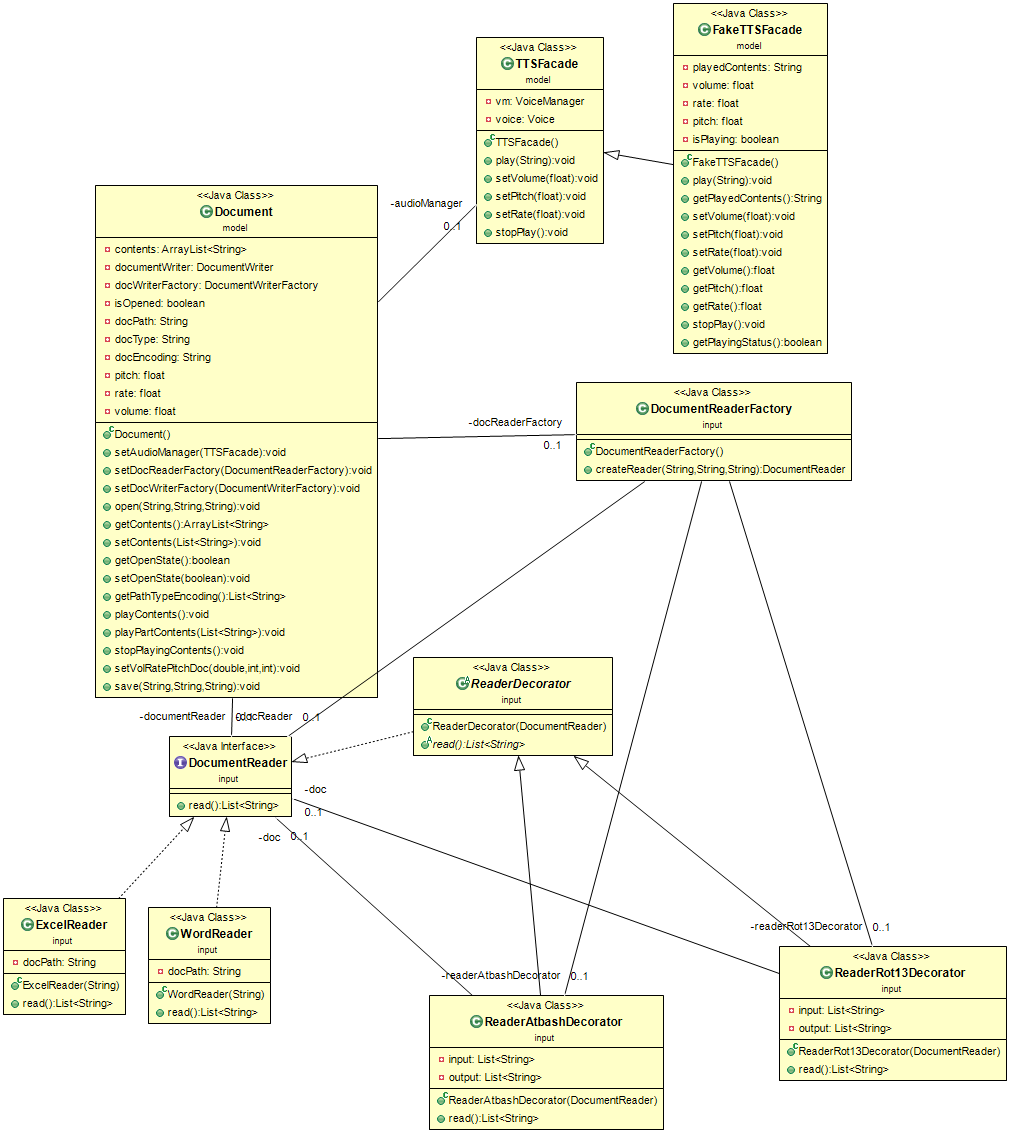 <<Java Class>>
FakeTTSFacade
model
playedContents: String
volume: float
rate: float
pitch: float
isPlaying: boolean
FakeTTSFacade()
play(String):void
getPlayedContents():String
setVolume(float):void
setPitch(float):void
setRate(float):void
getVolume():float
getPitch():float
getRate():float
stopPlay():void
getPlayingStatus():boolean
<<Java Class>>
TTSFacade
model
vm: VoiceManager
voice: Voice
TTSFacade()
play(String):void
setVolume(float):void
setPitch(float):void
setRate(float):void
stopPlay():void
-audioManager
0..1
<<Java Class>>
Document
model
contents: ArrayList<String>
documentWriter: DocumentWriter
docWriterFactory: DocumentWriterFactory
isOpened: boolean
docPath: String
docType: String
docEncoding: String
pitch: float
rate: float
volume: float
Document()
setAudioManager(TTSFacade):void
setDocReaderFactory(DocumentReaderFactory):void
setDocWriterFactory(DocumentWriterFactory):void
open(String,String,String):void
getContents():ArrayList<String>
setContents(List<String>):void
getOpenState():boolean
setOpenState(boolean):void
getPathTypeEncoding():List<String>
playContents():void
playPartContents(List<String>):void
stopPlayingContents():void
setVolRatePitchDoc(double,int,int):void
save(String,String,String):void
-docReaderFactory
0..1
<<Java Class>>
DocumentReaderFactory
input
DocumentReaderFactory()
createReader(String,String,String):DocumentReader
<<Java Class>>
ReaderDecorator
input
ReaderDecorator(DocumentReader)
read():List<String>
-documentReader
0..1
-docReader
0..1
<<Java Interface>>
DocumentReader
input
read():List<String>
-doc
0..1
-doc
0..1
<<Java Class>>
ExcelReader
input
docPath: String
ExcelReader(String)
read():List<String>
<<Java Class>>
WordReader
input
docPath: String
WordReader(String)
read():List<String>
-readerRot13Decorator
0..1
<<Java Class>>
ReaderRot13Decorator
input
input: List<String>
output: List<String>
ReaderRot13Decorator(DocumentReader)
read():List<String>
-readerAtbashDecorator
0..1
<<Java Class>>
ReaderAtbashDecorator
input
input: List<String>
output: List<String>
ReaderAtbashDecorator(DocumentReader)
read():List<String>